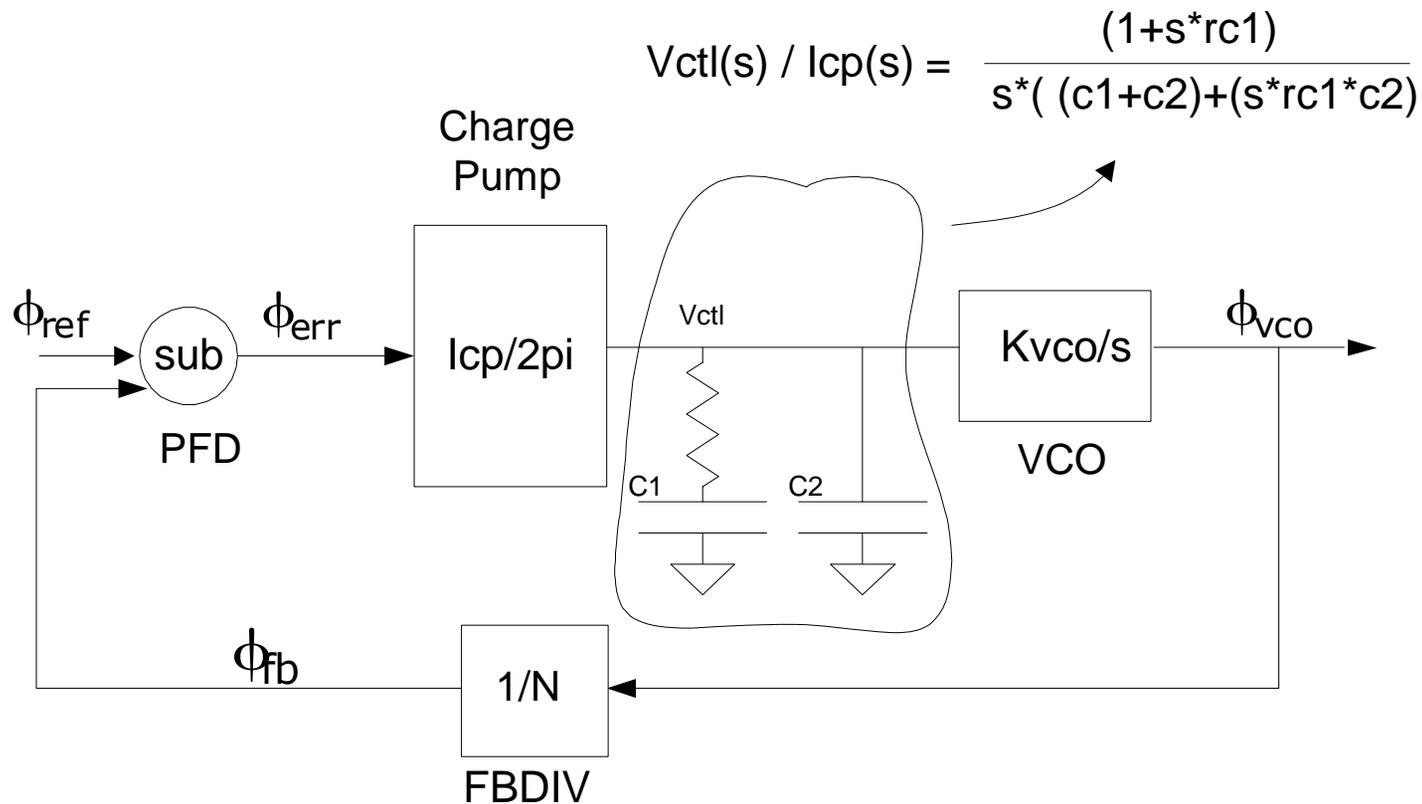 (1+s*rc1)
Vctl(s) / Icp(s) =
s*( (c1+c2)+(s*rc1*c2)
Charge
Pump
ϕref
sub
ϕerr
Icp/2pi
Vctl
Kvco/s
ϕvco
PFD
VCO
C1
C2
ϕfb
1/N
FBDIV